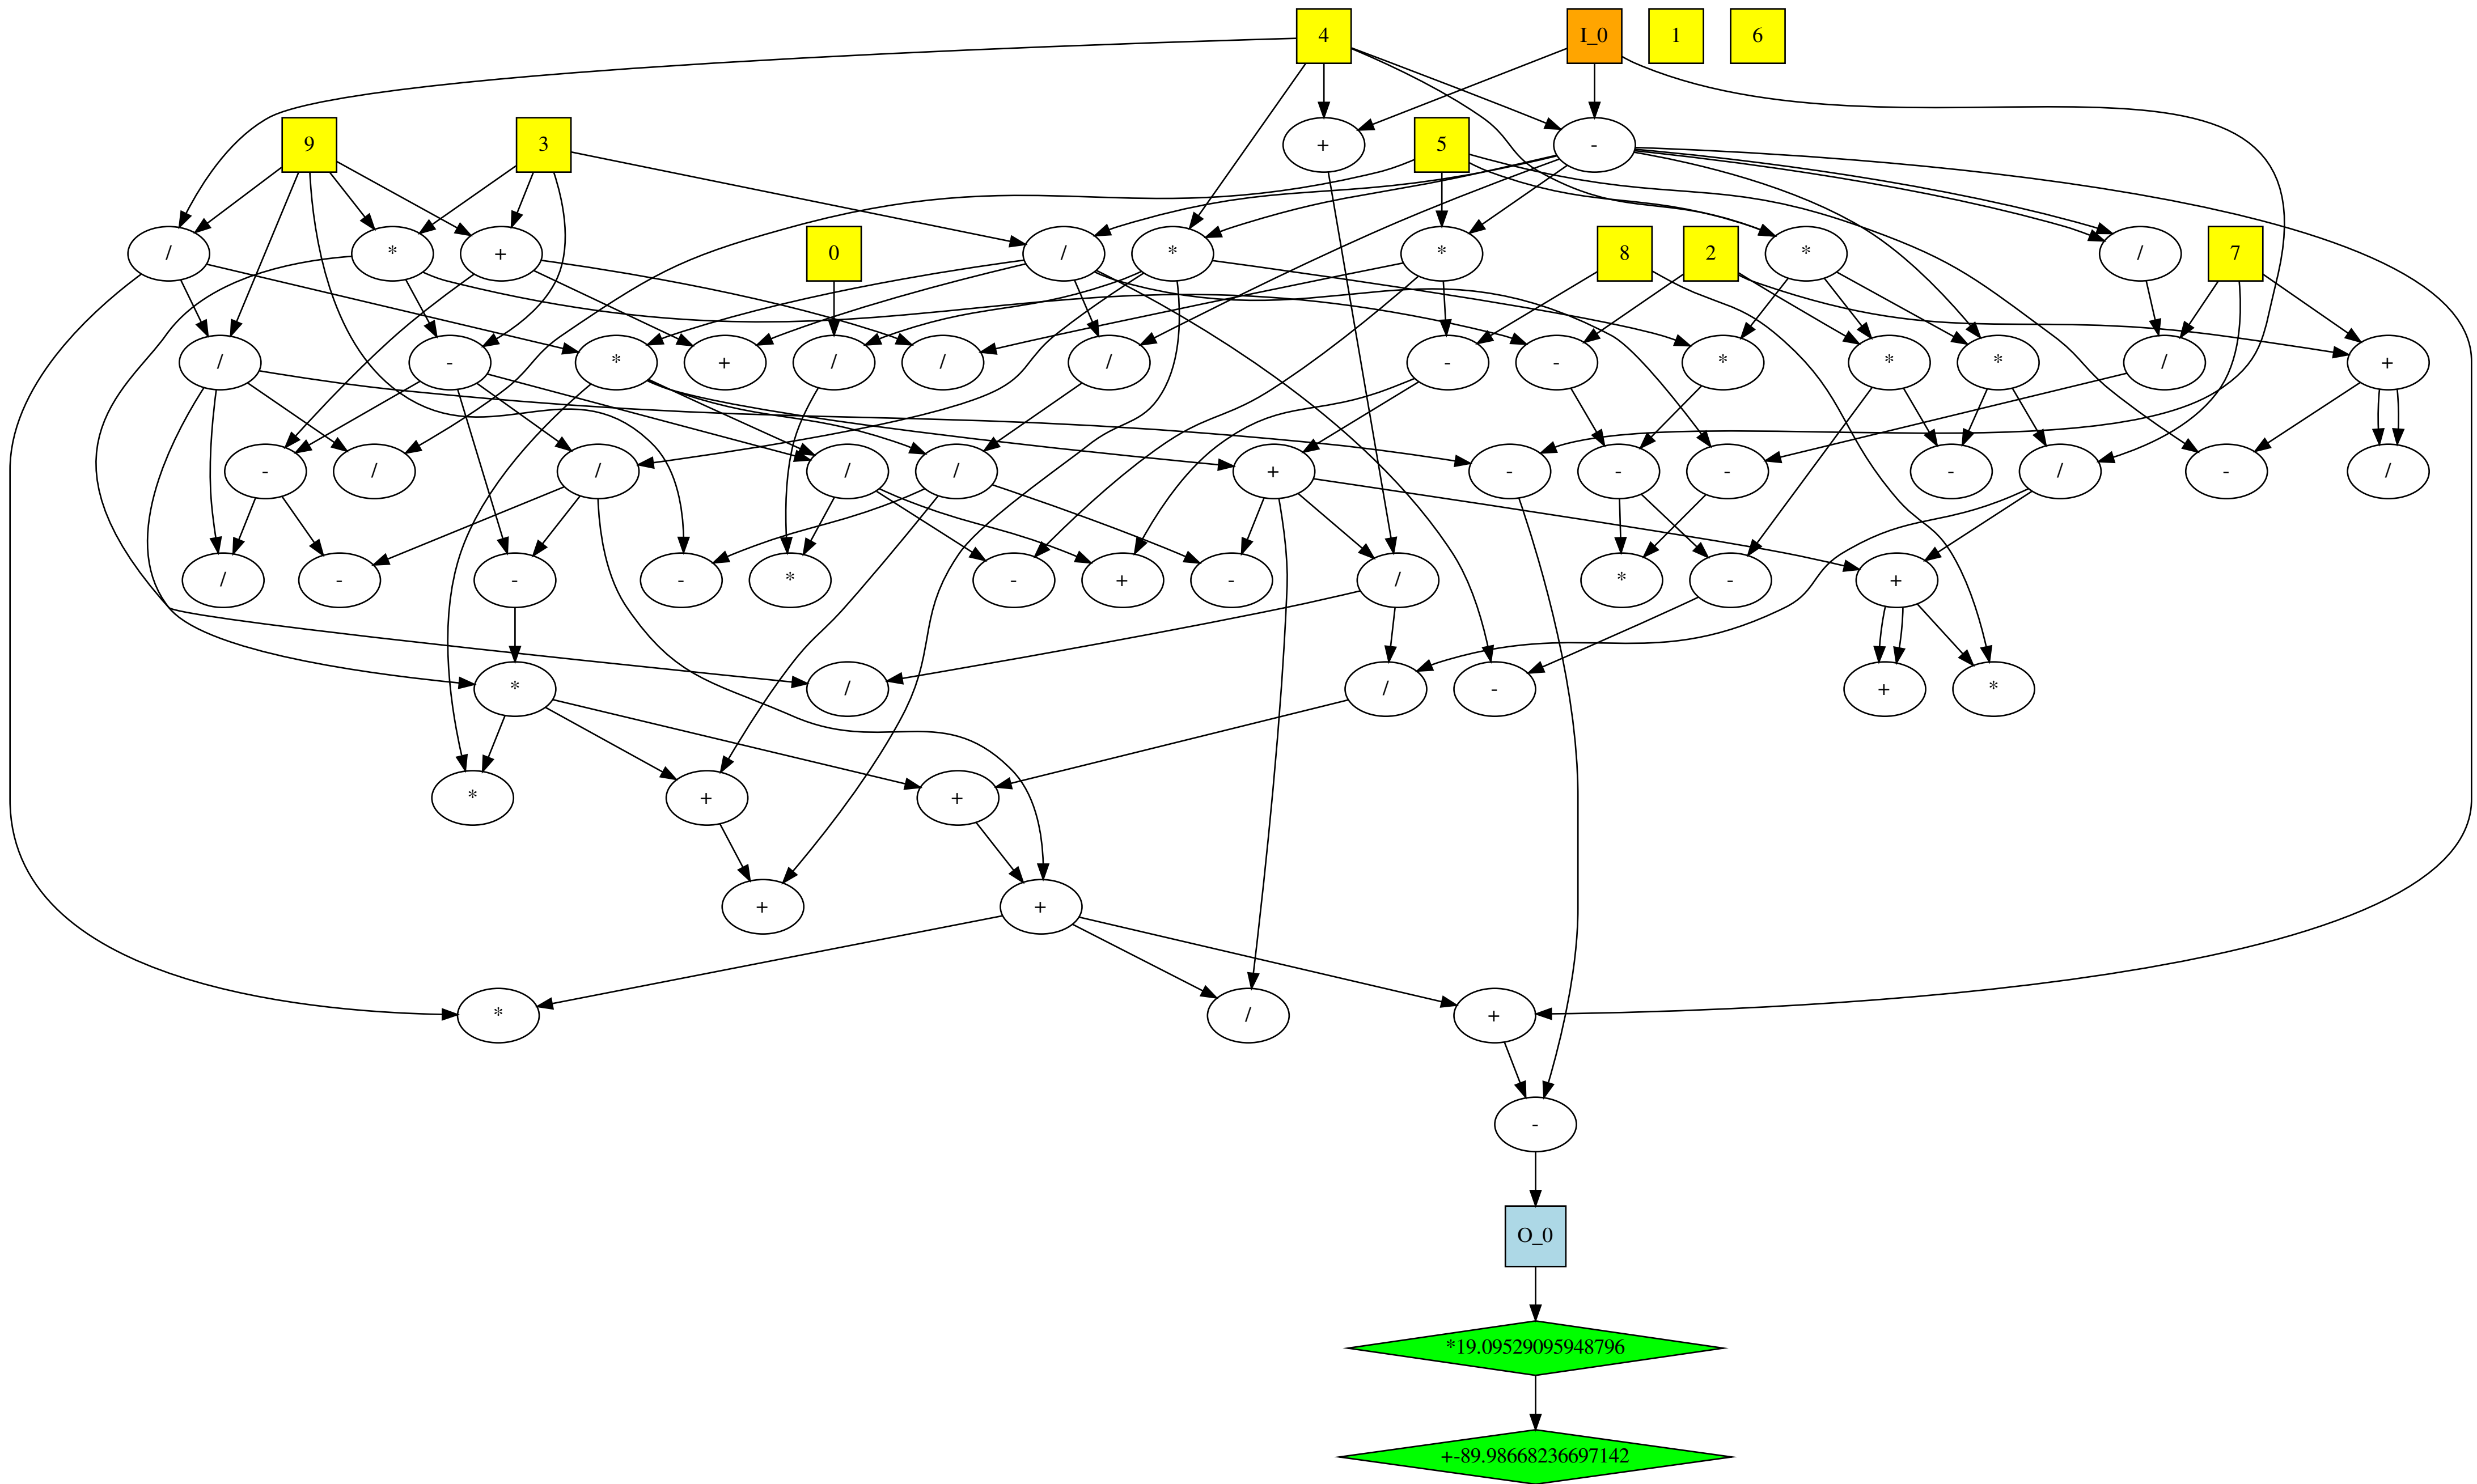 4 I_0 1 6
9 3 + 5 -
/ * + 0 / * * 8 2 * / 7
/ - * + / / / - - * * * / +
- / / / / + - - - - / - /
/ - - - * - + - / * - +
* / / - + *
* + +
+ +
* / +
-
O_0
*19.09529095948796
+-89.98668236697142